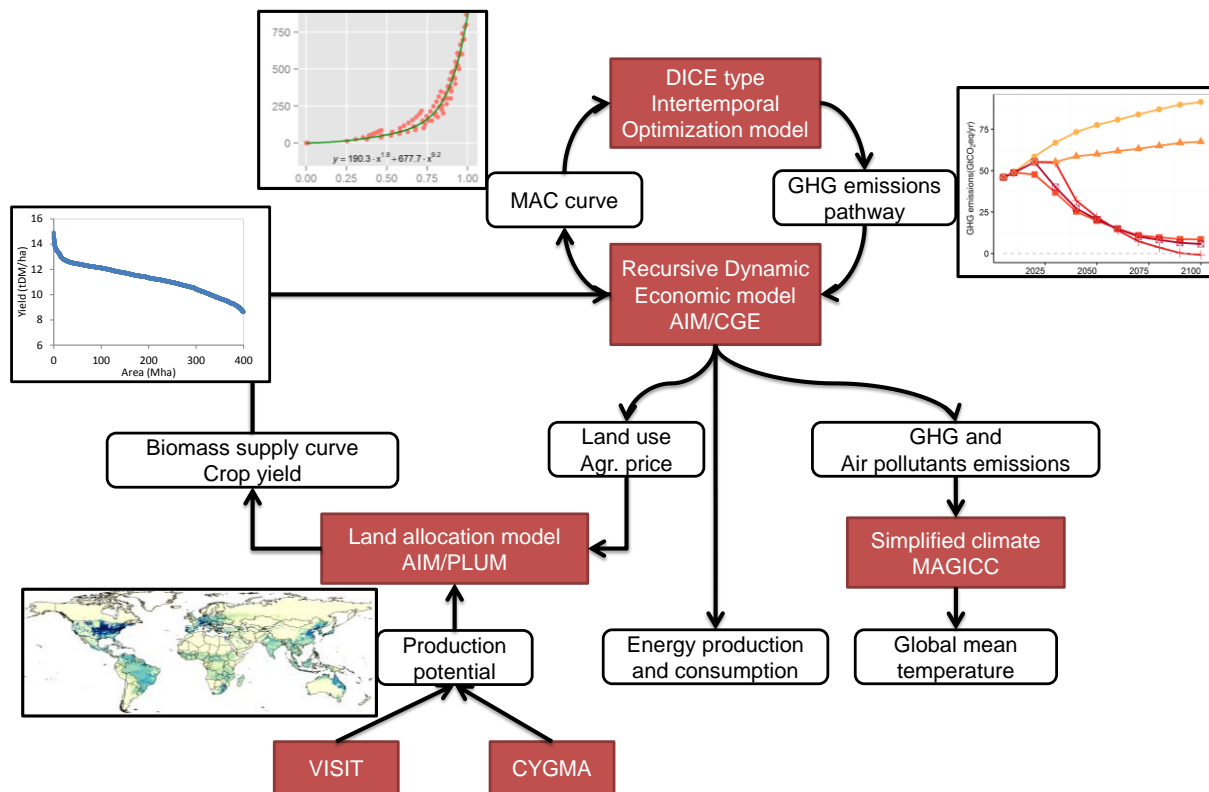 750
500
250
0
y = 190.3 · x^1.8 + 677.7 · x^9.2
0.00 0.25 0.50 0.75 1.00
DICE type
Intertemporal
Optimization model
MAC curve
GHG emissions
pathway
GHG emissions(GtCO2eq/yr)
75
50
25
0
2025 2050 2075 2100
Yield (tDM/ha)
16
14
12
10
8
6
0 100 200 300 400
Area (Mha)
Recursive Dynamic
Economic model
AIM/CGE
Biomass supply curve
Crop yield
Land use
Agr. price
GHG and
Air pollutants emissions
Land allocation model
AIM/PLUM
Simplified climate
MAGICC
Production
potential
Energy production
and consumption
Global mean
temperature
VISIT
CYGMA